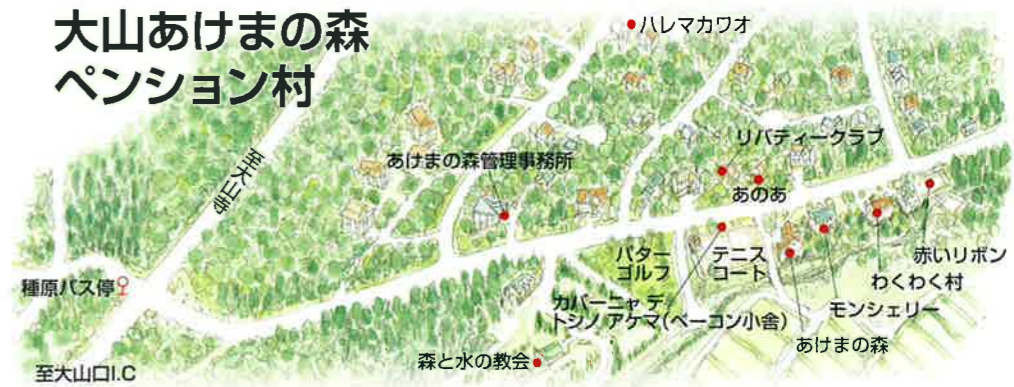 大山あけまの森
ペンション村
ハレマカワオ
リバティークラブ
至大山寺
あけまの森管理事務所
あのあ
パター
ゴルフ
テニス
コート
赤いリボン
わくわく村
種原バス停
カバーニャ デ
トシノ アケマ(ベーコン小舎)
モンシェリー
あけまの森
森と水の教会
至大山口I.C